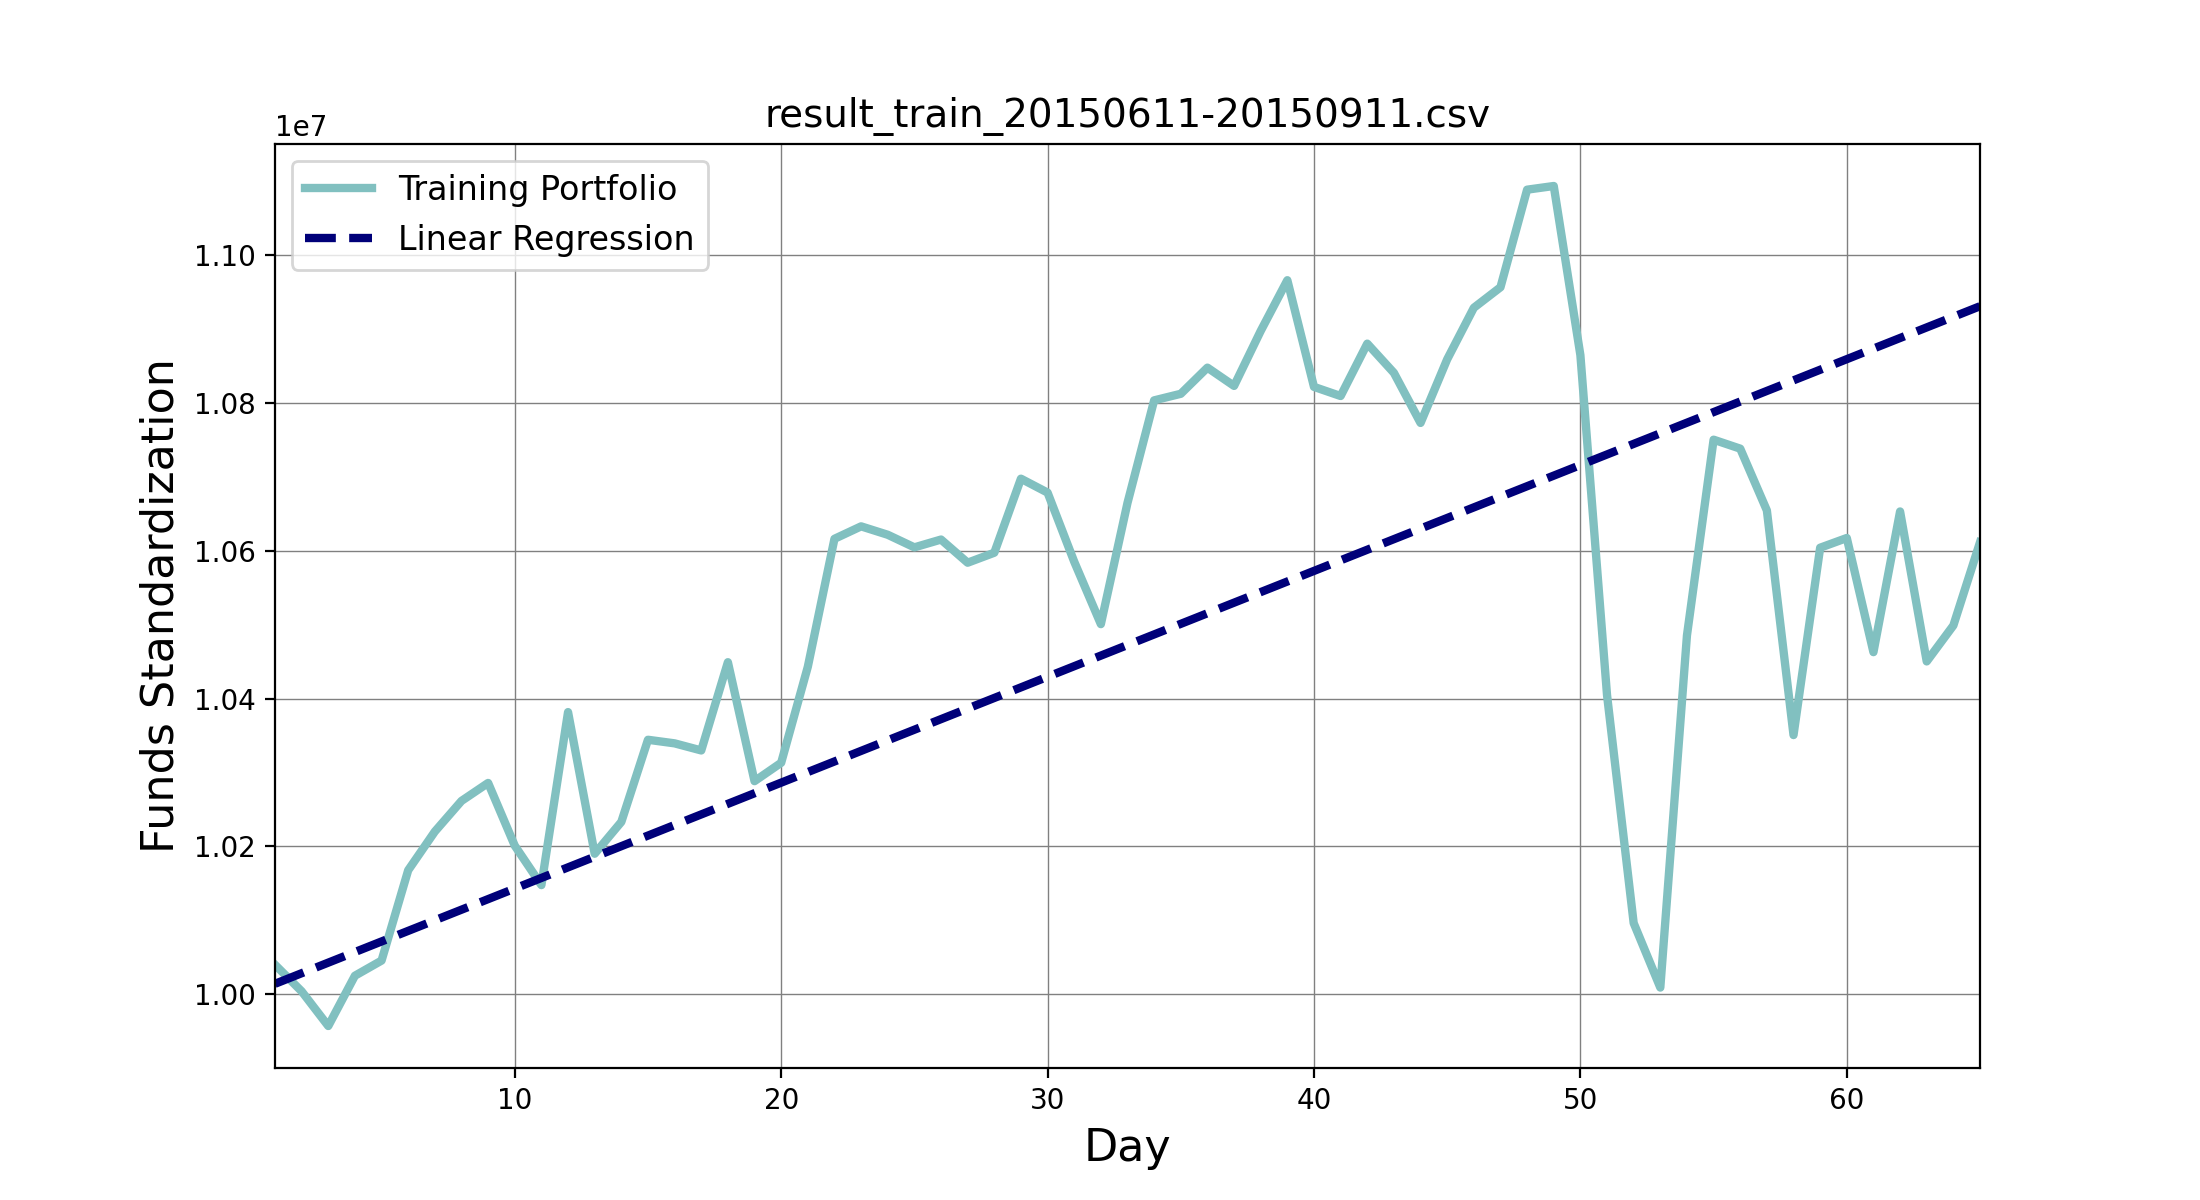 result_train_20150611-20150911.csv
1e7
Training Portfolio
Linear Regression
1.10
1.08
1.06
1.04
1.02
1.00
Funds Standardization
10 20 30 40 50 60
Day